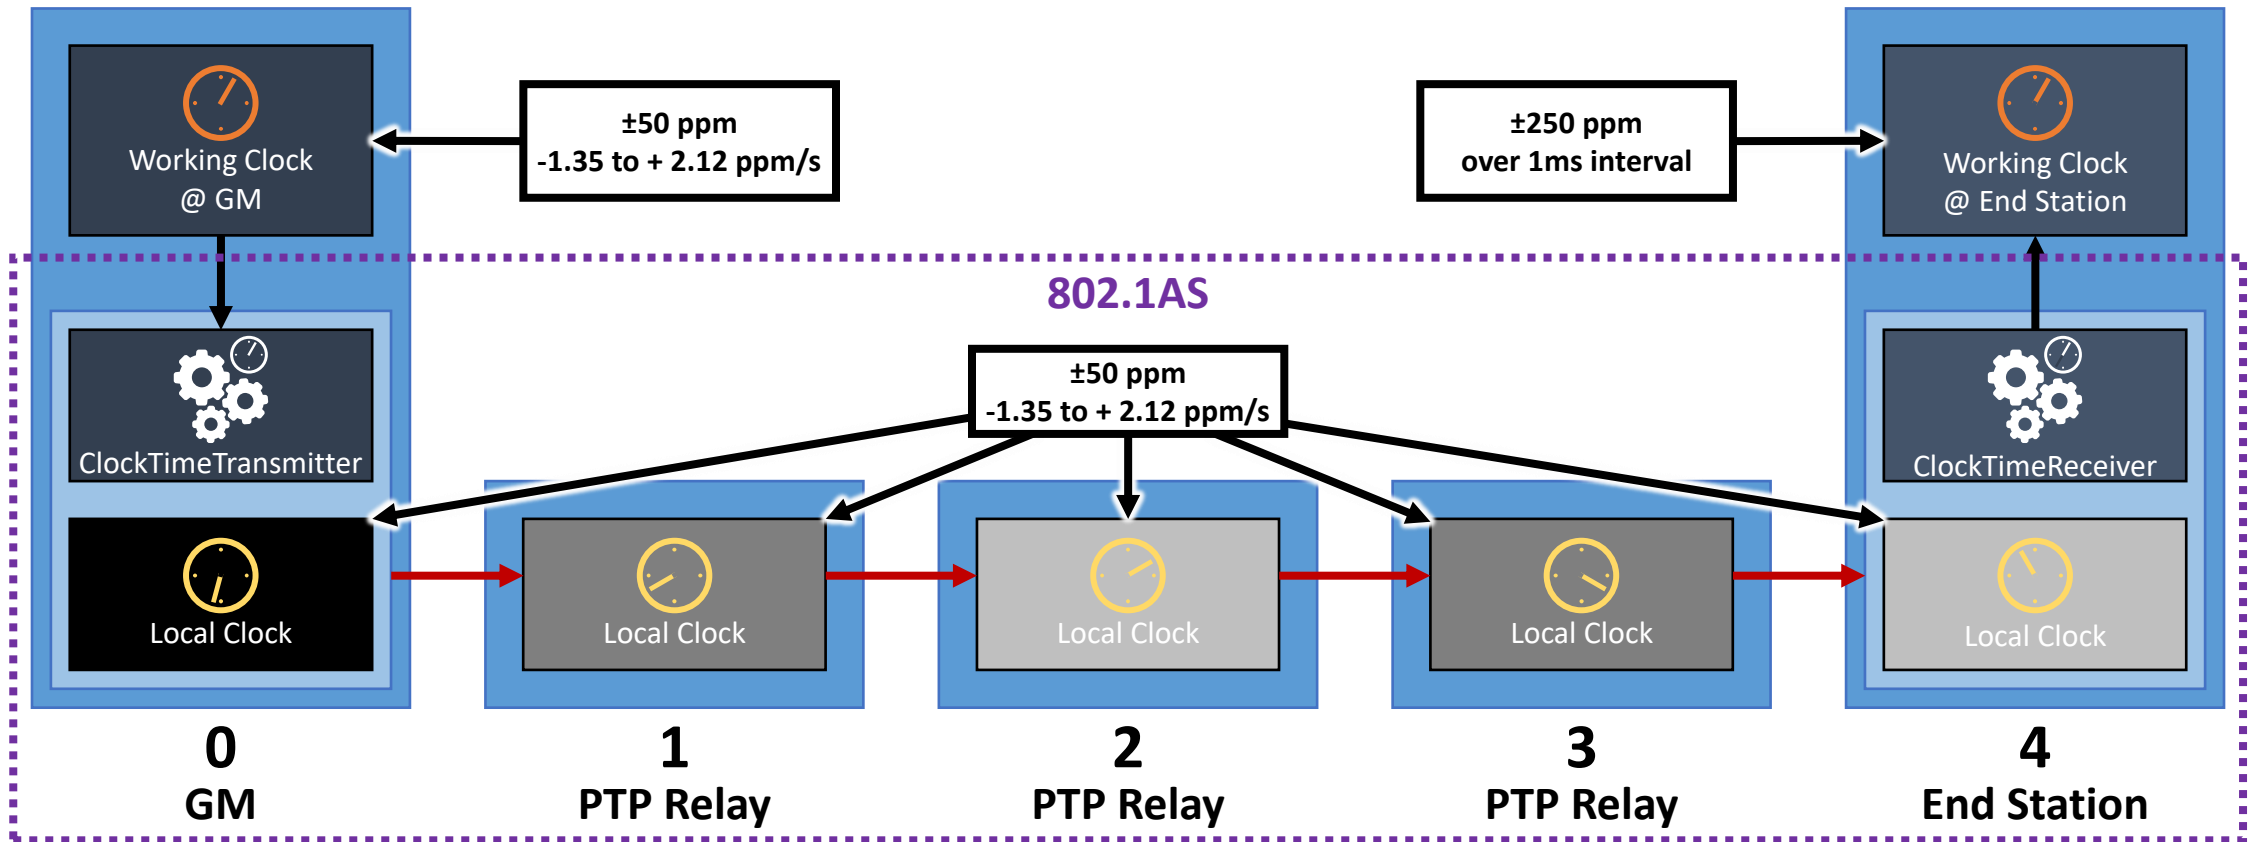 Working Clock
@ GM
±50 ppm
-1.35 to + 2.12 ppm/s
±250 ppm
over 1ms interval
Working Clock
@ End Station
802.1AS
±50 ppm
-1.35 to + 2.12 ppm/s
ClockTimeTransmitter
ClockTimeReceiver
Local Clock
Local Clock
Local Clock
Local Clock
Local Clock
0
GM
1
PTP Relay
2
PTP Relay
3
PTP Relay
4
End Station